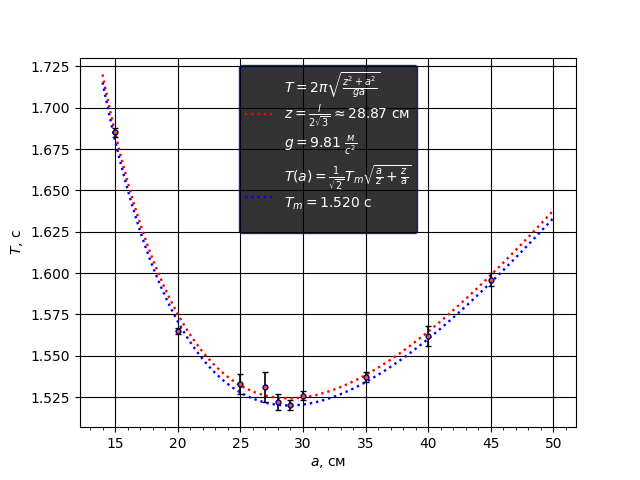 1.725
1.700
1.675
1.650
1.625
1.600
1.575
1.550
1.525
T, с
T = 2π√((z² + a²)/(ga))
z = l/(2√3) ≈ 28.87 см
g = 9.81 м/с²
T(a) = 1/√2 T_m √(a/z + z/a)
T_m = 1.520 с
15 20 25 30 35 40 45 50
a, см